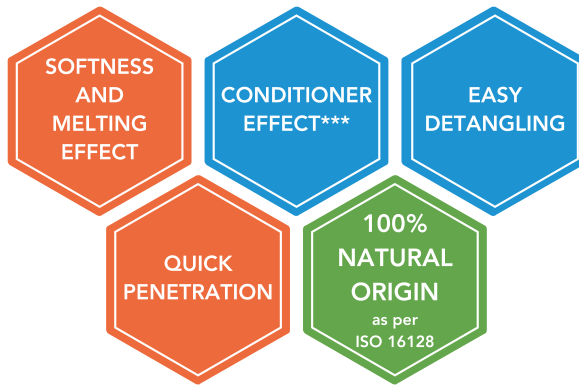 SOFTNESS
AND
MELTING
EFFECT
CONDITIONER
EFFECT***
EASY
DETANGLING
QUICK
PENETRATION
100%
NATURAL
ORIGIN
as per
ISO 16128